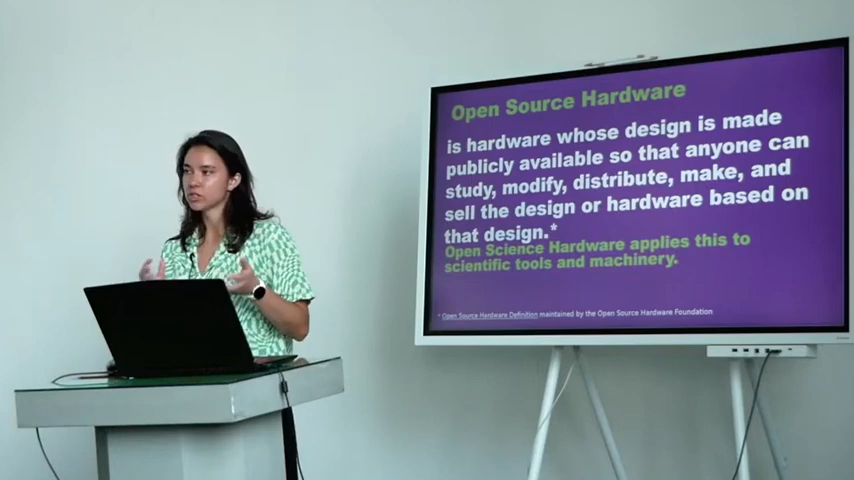 Open Source Hardware
is hardware whose design is made
publicly available so that anyone can
study, modify, distribute, make, and
sell the design or hardware based on
that design.*
Open Science Hardware applies this to
scientific tools and machinery.
* Open Source Hardware Definition maintained by the Open Source Hardware Foundation